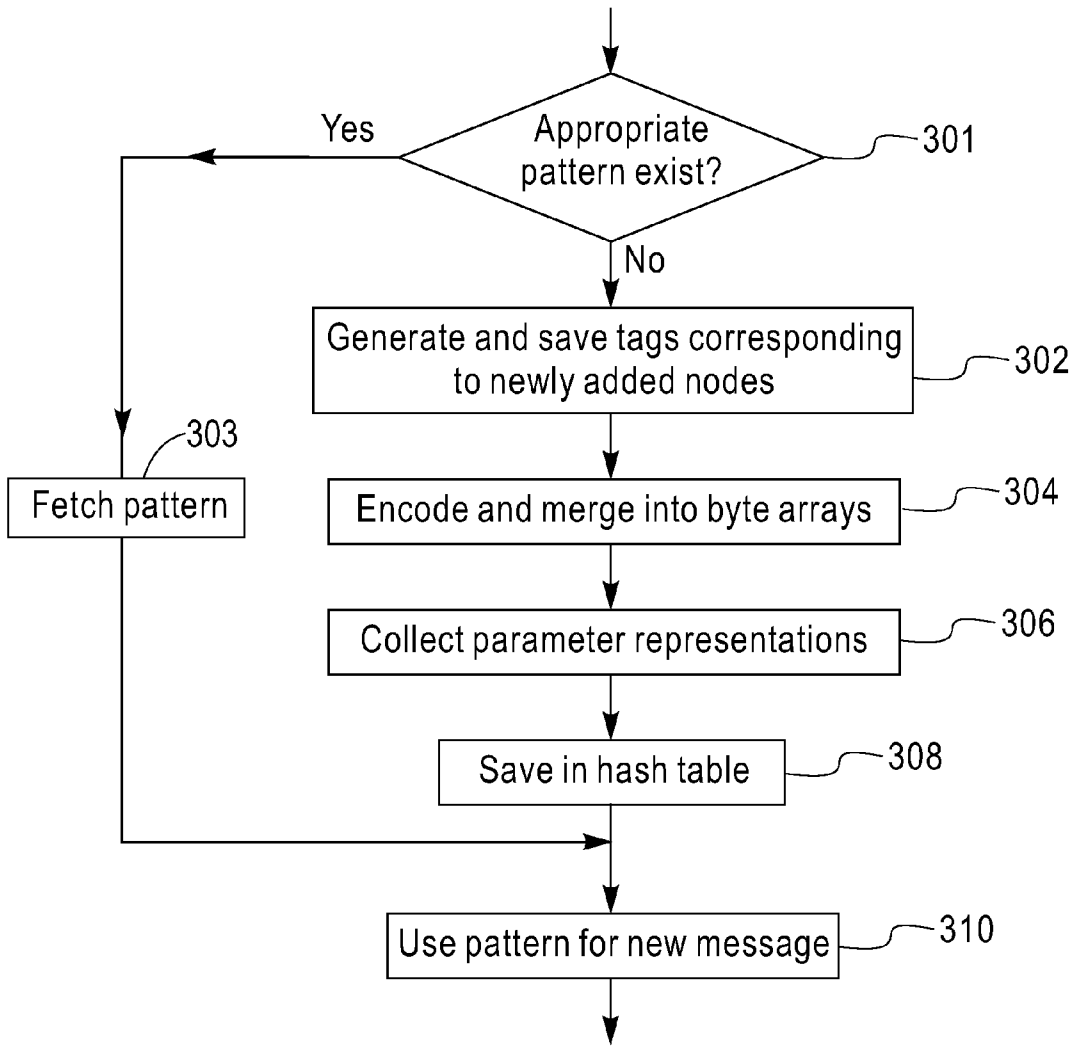 Yes
Appropriate
pattern exist?
301
No
Generate and save tags corresponding
to newly added nodes
302
303
Fetch pattern
Encode and merge into byte arrays
304
Collect parameter representations
306
Save in hash table
308
Use pattern for new message
310